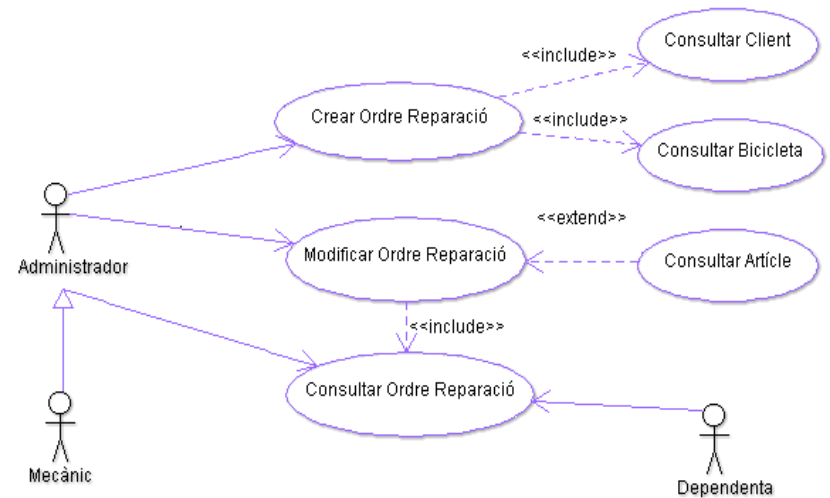 Consultar Client
<<include>>
Crear Ordre Reparació
<<include>>
Consultar Bicicleta
<<extend>>
Administrador
Modificar Ordre Reparació
Consultar Artícle
<<include>>
Consultar Ordre Reparació
Mecànic
Dependenta